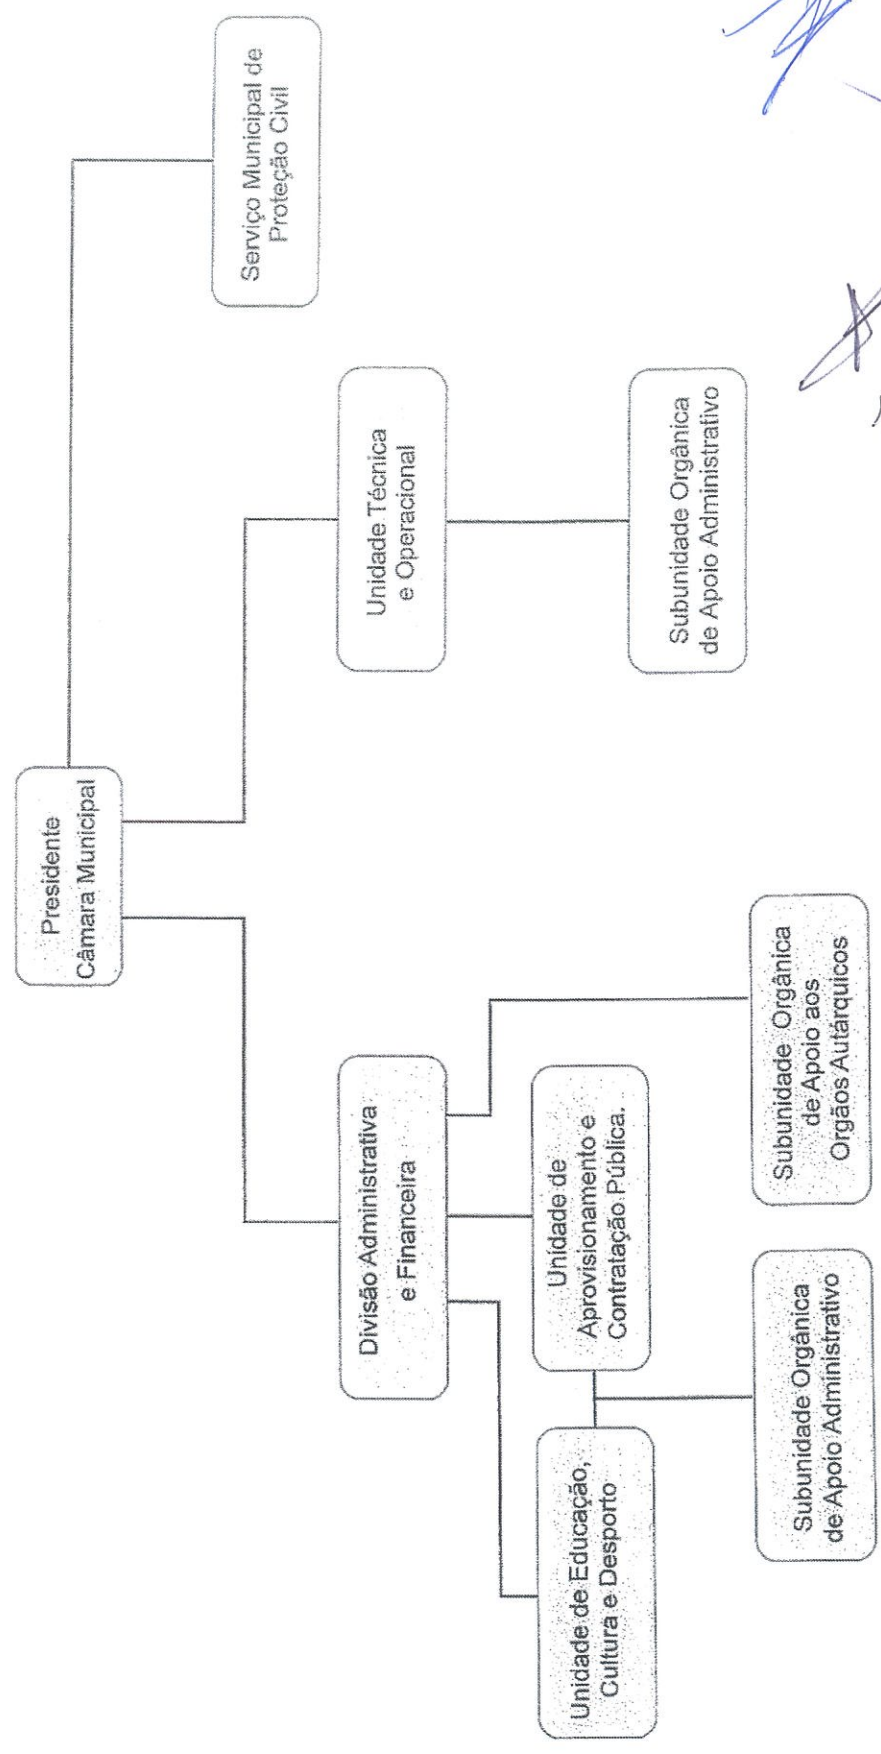 Presidente
Câmara Municipal
Serviço Municipal de
Proteção Civil
Divisão Administrativa
e Financeira
Unidade Técnica
e Operacional
Unidade de Educação,
Cultura e Desporto
Unidade de
Aprovisionamento e
Contratação Pública.
Subunidade Orgânica
de Apoio Administrativo
Subunidade Orgânica
de Apoio Administrativo
Subunidade Orgânica
de Apoio aos
Orgãos Autárquicos